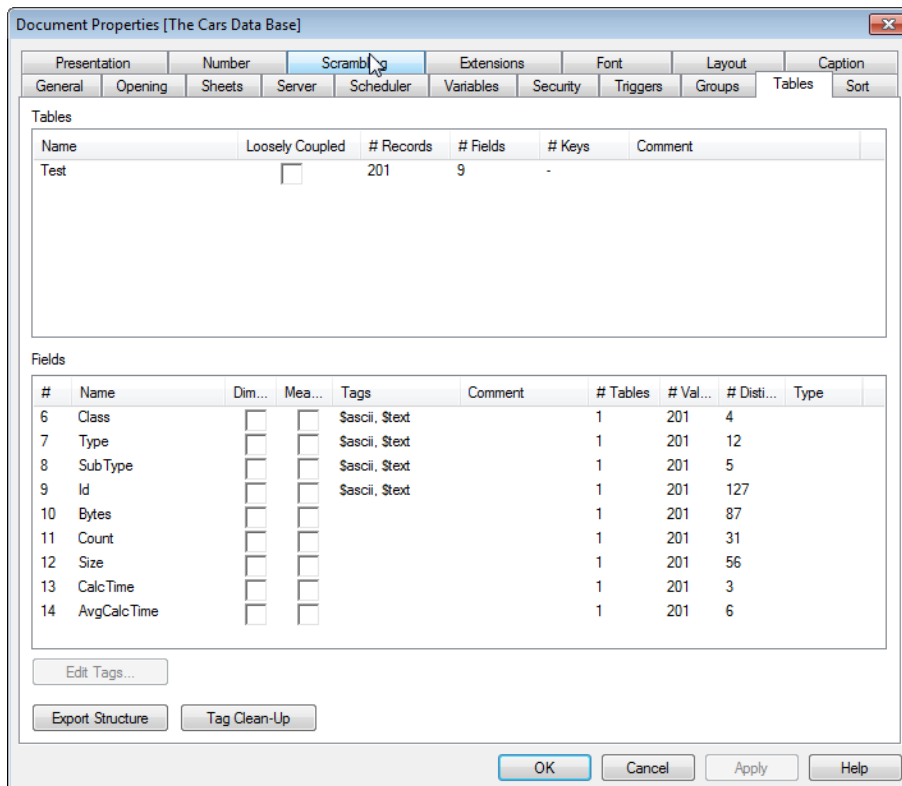 Document Properties [The Cars Data Base]
Presentation Number Scrambling Extensions Font Layout Caption
General Opening Sheets Server Scheduler Variables Security Triggers Groups Tables Sort
Tables
Name Loosely Coupled # Records # Fields # Keys Comment
Test 201 9 -
Fields
# Name Dim... Mea... Tags Comment # Tables # Val... # Disti... Type
6 Class $ascii, $text 1 201 4
7 Type $ascii, $text 1 201 12
8 SubType $ascii, $text 1 201 5
9 Id $ascii, $text 1 201 127
10 Bytes 1 201 87
11 Count 1 201 31
12 Size 1 201 56
13 CalcTime 1 201 3
14 AvgCalcTime 1 201 6
Edit Tags...
Export Structure Tag Clean-Up
OK Cancel Apply Help